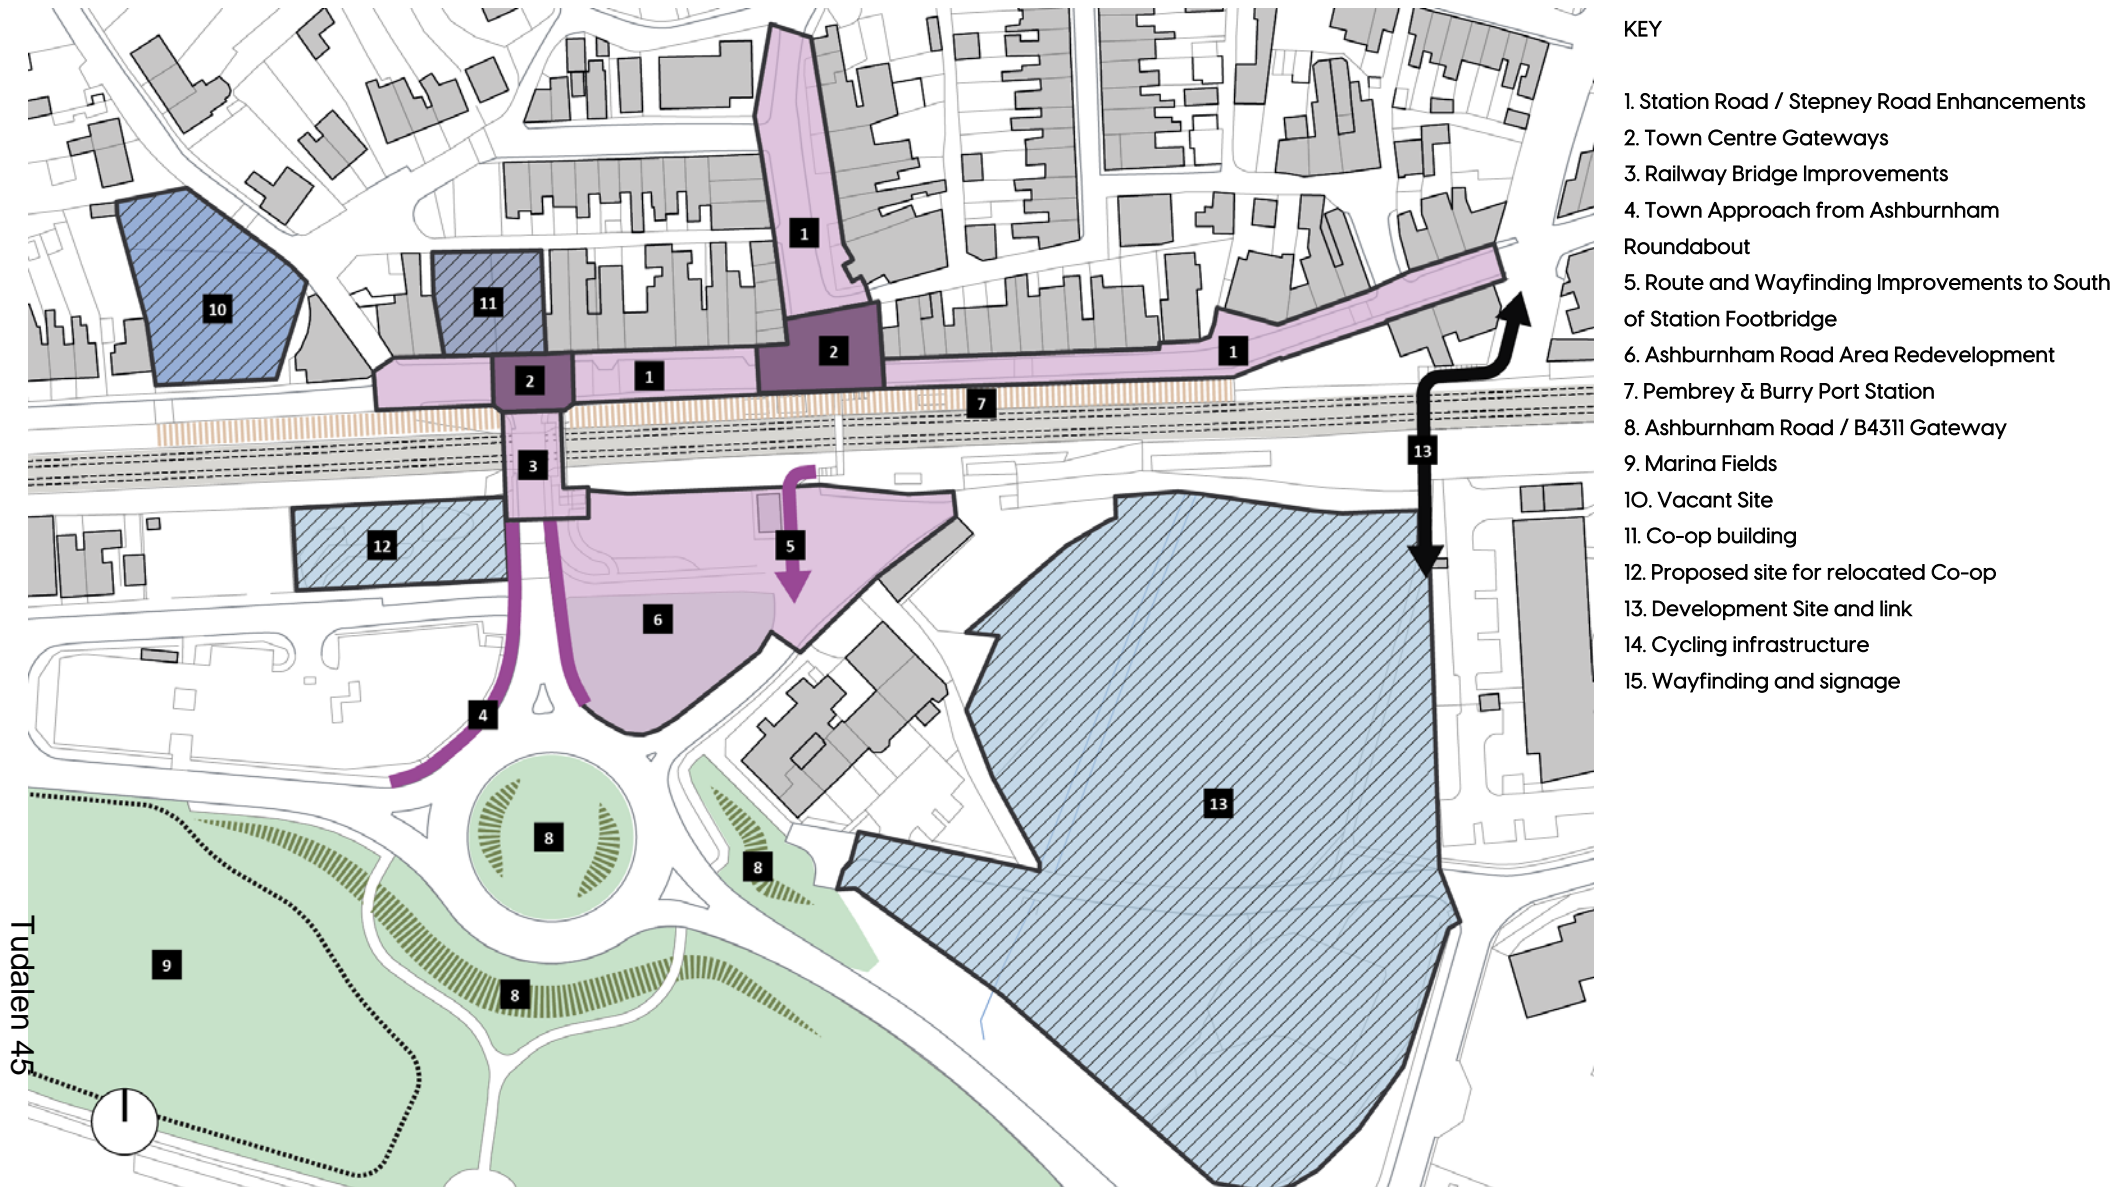 KEY
1. Station Road / Stepney Road Enhancements
2. Town Centre Gateways
3. Railway Bridge Improvements
4. Town Approach from Ashburnham
Roundabout
5. Route and Wayfinding Improvements to South
of Station Footbridge
6. Ashburnham Road Area Redevelopment
7. Pembrey & Burry Port Station
8. Ashburnham Road / B4311 Gateway
9. Marina Fields
10. Vacant Site
11. Co-op building
12. Proposed site for relocated Co-op
13. Development Site and link
14. Cycling infrastructure
15. Wayfinding and signage
1
10
11
2
1
1
2
7
3
13
12
5
6
4
13
8
8
9
8
Tudalen 45